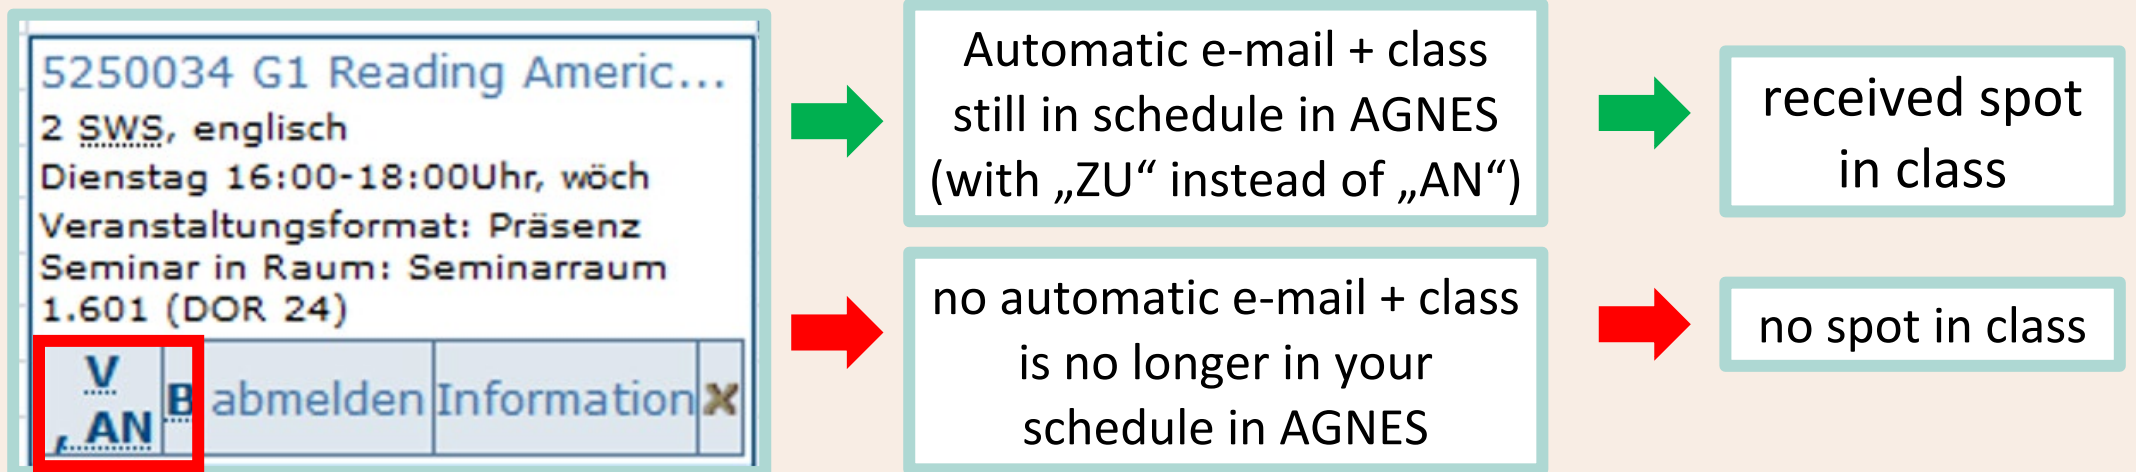 5250034 G1 Reading Americ...
2 SWS, englisch
Dienstag 16:00-18:00Uhr, wöch
Veranstaltungsformat: Präsenz
Seminar in Raum: Seminarraum
1.601 (DOR 24)
V
, AN
B abmelden Information X
Automatic e-mail + class
still in schedule in AGNES
(with „ZU“ instead of „AN“)
received spot
in class
no automatic e-mail + class
is no longer in your
schedule in AGNES
no spot in class